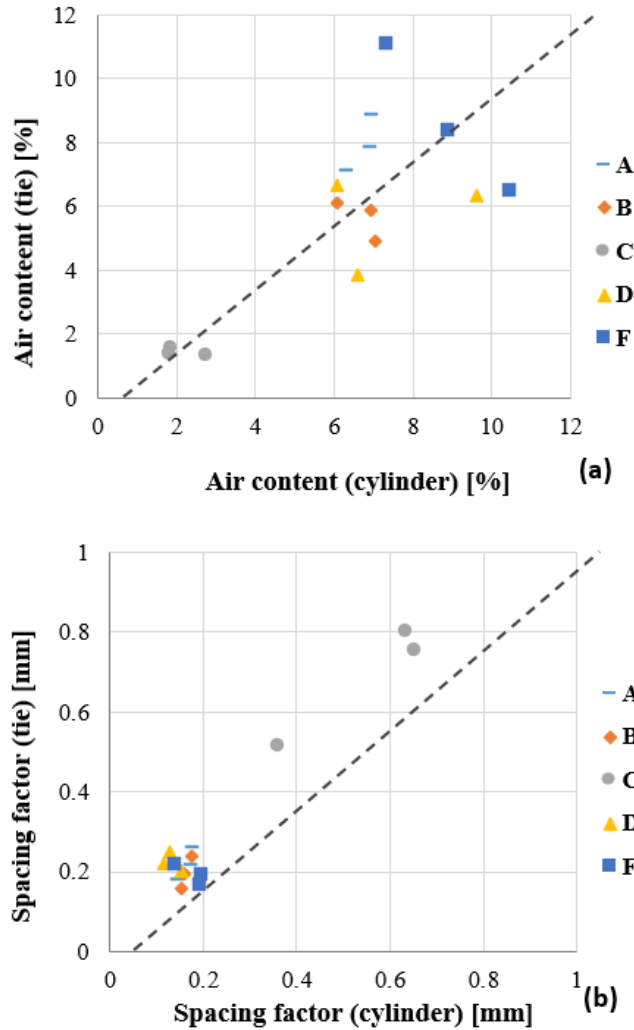 12
10
8
6
4
2
0
Air conteent (tie) [%]
0 2 4 6 8 10 12
Air content (cylinder) [%]
A
B
C
D
F
(a)
1
0.8
0.6
0.4
0.2
0
Spacing factor (tie) [mm]
0 0.2 0.4 0.6 0.8 1
Spacing factor (cylinder) [mm]
A
B
C
D
F
(b)